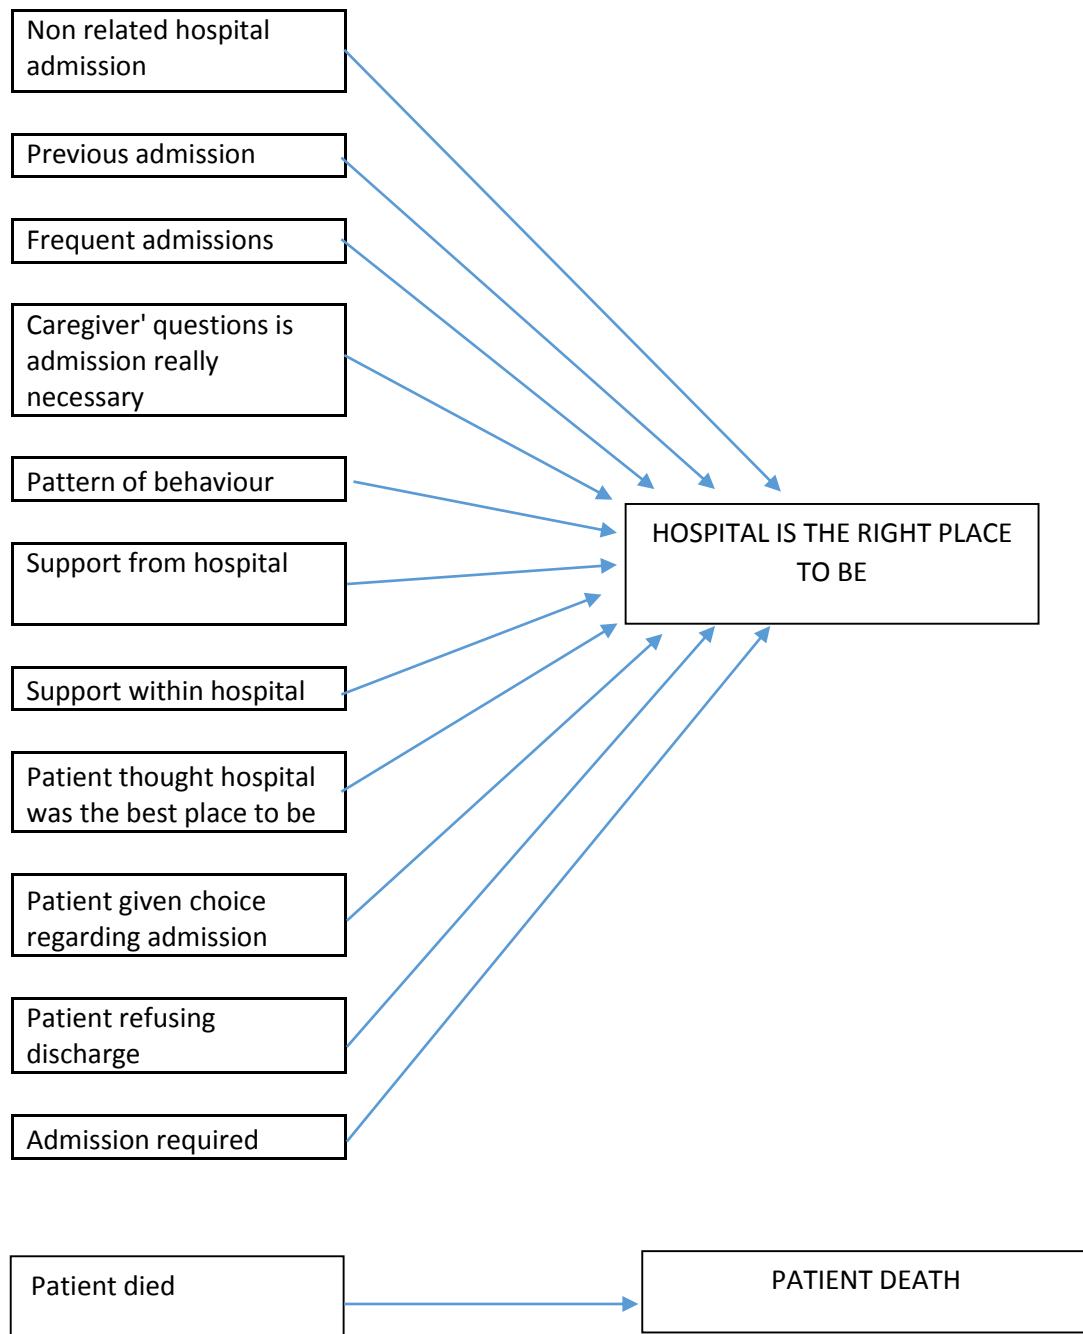 Non related hospital
admission
Previous admission
Frequent admissions
Caregiver' questions is
admission really
necessary
Pattern of behaviour
HOSPITAL IS THE RIGHT PLACE
TO BE
Support from hospital
Support within hospital
Patient thought hospital
was the best place to be
Patient given choice
regarding admission
Patient refusing
discharge
Admission required
Patient died
PATIENT DEATH